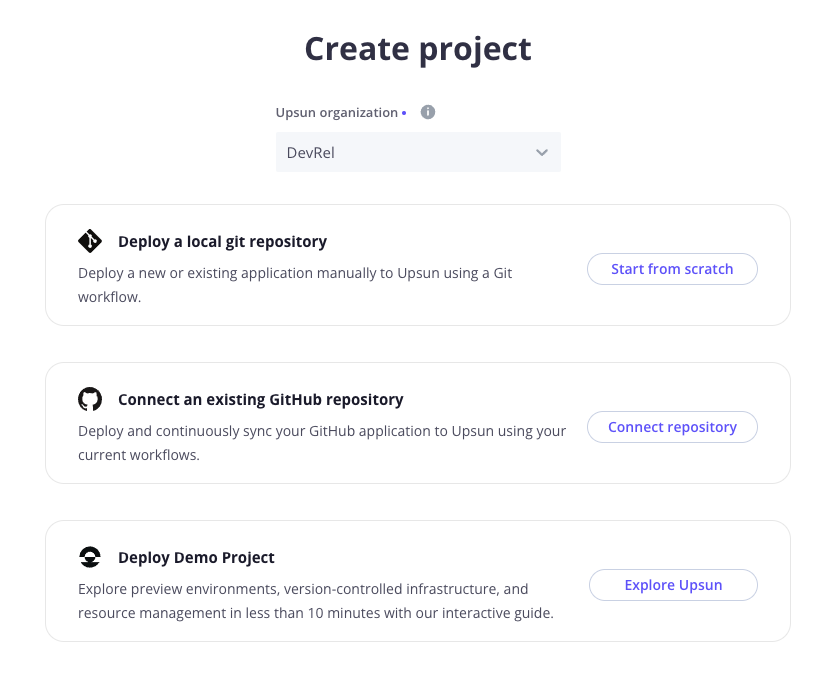 Create project
Upsun organization
DevRel
Deploy a local git repository
Deploy a new or existing application manually to Upsun using a Git
workflow.
Start from scratch
Connect an existing GitHub repository
Deploy and continuously sync your GitHub application to Upsun using your
current workflows.
Connect repository
Deploy Demo Project
Explore preview environments, version-controlled infrastructure, and
resource management in less than 10 minutes with our interactive guide.
Explore Upsun